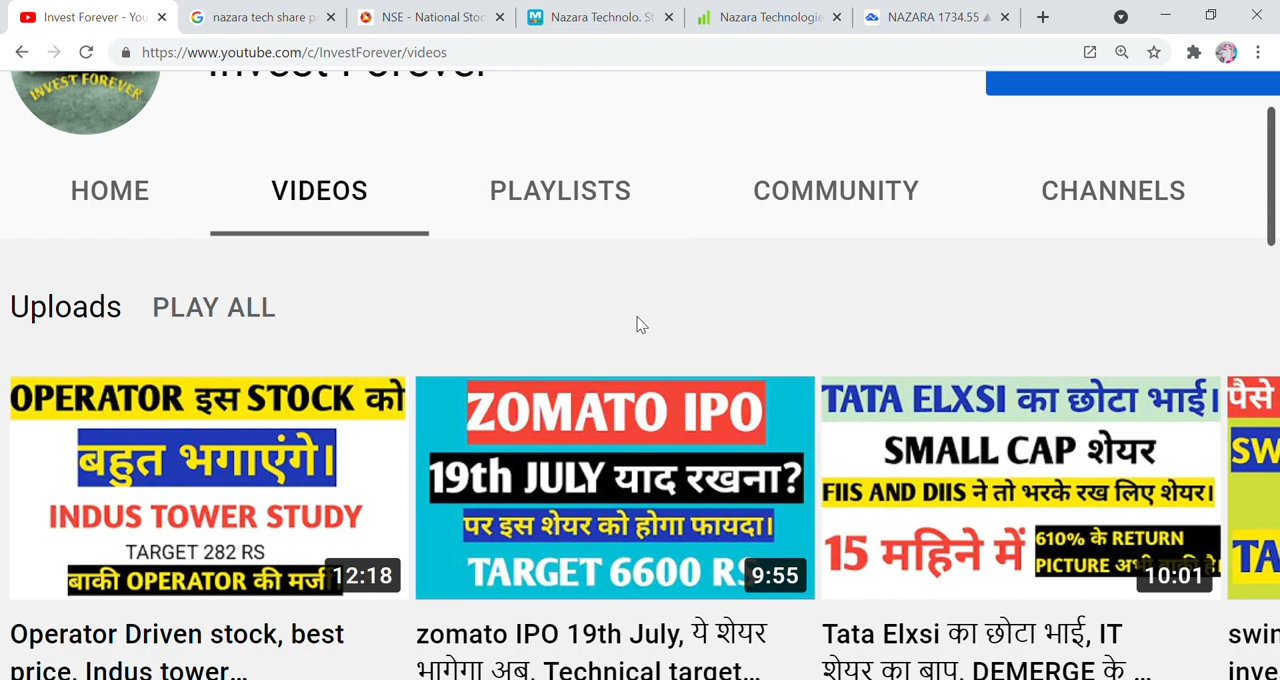 Invest Forever - You
nazara tech share p
NSE - National Stoc
Nazara Technolo. St
Nazara Technologie
NAZARA 1734.55
https://www.youtube.com/c/InvestForever/videos
Invest Forever
INVEST FOREVER
HOME
VIDEOS
PLAYLISTS
COMMUNITY
CHANNELS
Uploads
PLAY ALL
OPERATOR इस STOCK को
बहुत भगाएंगे।
INDUS TOWER STUDY
TARGET 282 RS
बाकी OPERATOR की मर्जी
12:18
ZOMATO IPO
19th JULY याद रखना?
पर इस शेयर को होगा फायदा।
TARGET 6600 RS
9:55
TATA ELXSI का छोटा भाई।
SMALL CAP शेयर
FIIS AND DIIS ने तो भरके रख लिए शेयर।
15 महिने में
610% के RETURN
PICTURE अभी बाकी है।
10:01
पैसे
SW
TA
Operator Driven stock, best
price, Indus tower...
zomato IPO 19th July, ये शेयर
भागेगा अब, Technical target...
Tata Elxsi का छोटा भाई, IT
शेयर का बाप, DEMERGE के ...
swin
inve